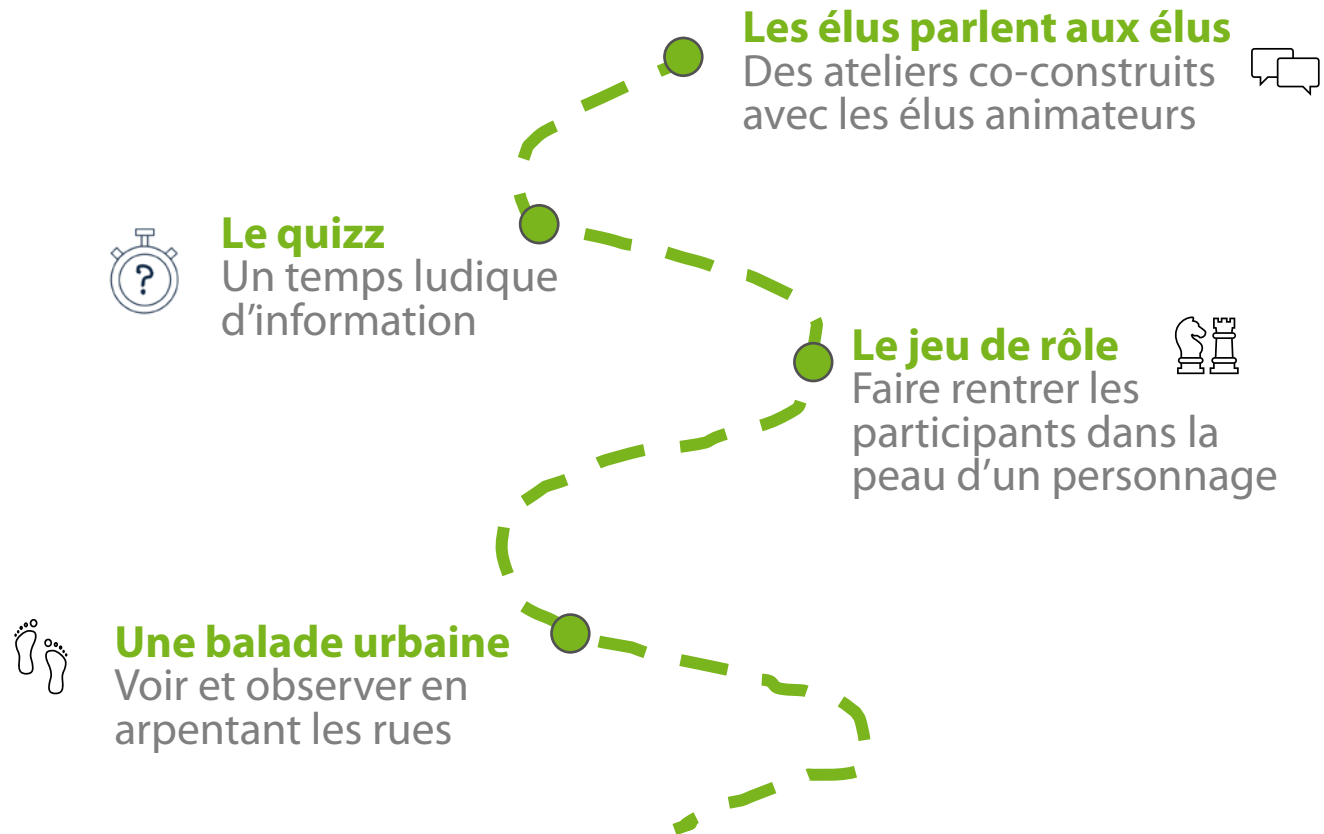 Les élus parlent aux élus
Des ateliers co-construits
avec les élus animateurs
Le quizz
Un temps ludique
d’information
?
Le jeu de rôle
Faire rentrer les
participants dans la
peau d’un personnage
Une balade urbaine
Voir et observer en
arpentant les rues